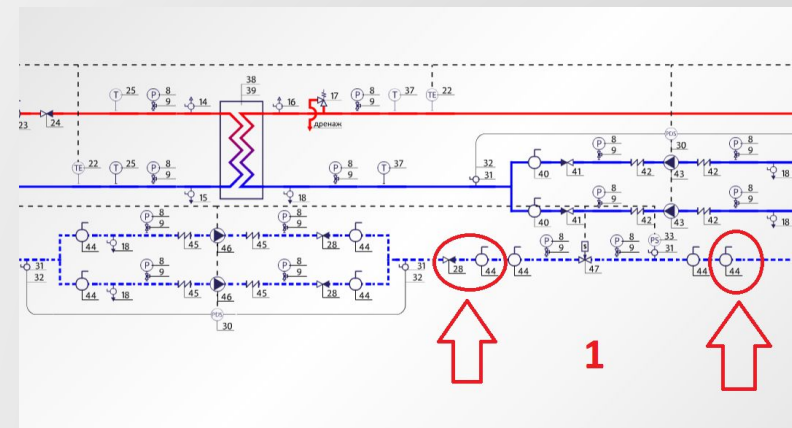 38
39
25 8 14 16 17 8 37 22
T P 9 P 9 T TE
23 24 дренаж
PDS 30
22 25 8 8 37 32 8 8
TE T P 9 P 9 T 31 P 9 P 9
40 41 42 43 42 18
15 18
8 8 8 8
P 9 P 9 P 9 P 9
40 41 42 43 42 18
44 18 45 46 45 28 44
8 8 8 8 33
P 9 P 9 P 9 P 9 S PS 31
31 31
32 32
28 44 44 47 44 44
44 18 45 46 45 28 44
PDS
30
1